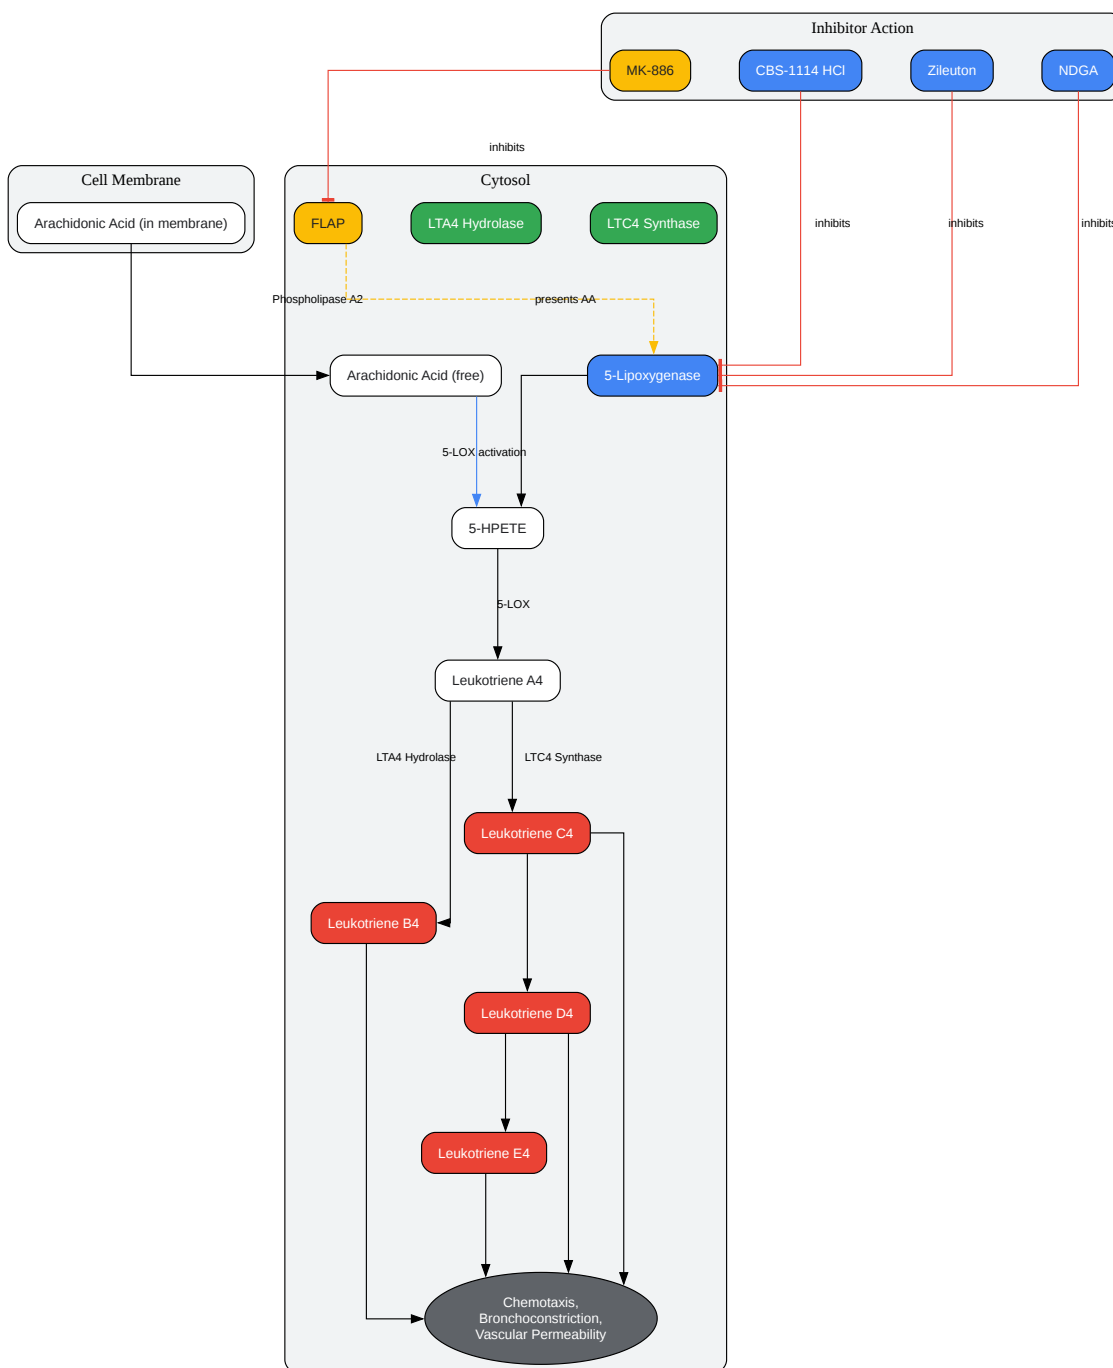 Inhibitor Action
MK-886
CBS-1114 HCl
Zileuton
NDGA
inhibits
Cell Membrane
Cytosol
Arachidonic Acid (in membrane)
FLAP
LTA4 Hydrolase
LTC4 Synthase
inhibits
inhibits
inhibits
Phospholipase A2
presents AA
Arachidonic Acid (free)
5-Lipoxygenase
5-LOX activation
5-HPETE
5-LOX
Leukotriene A4
LTA4 Hydrolase
LTC4 Synthase
Leukotriene C4
Leukotriene B4
Leukotriene D4
Leukotriene E4
Chemotaxis,
Bronchoconstriction,
Vascular Permeability